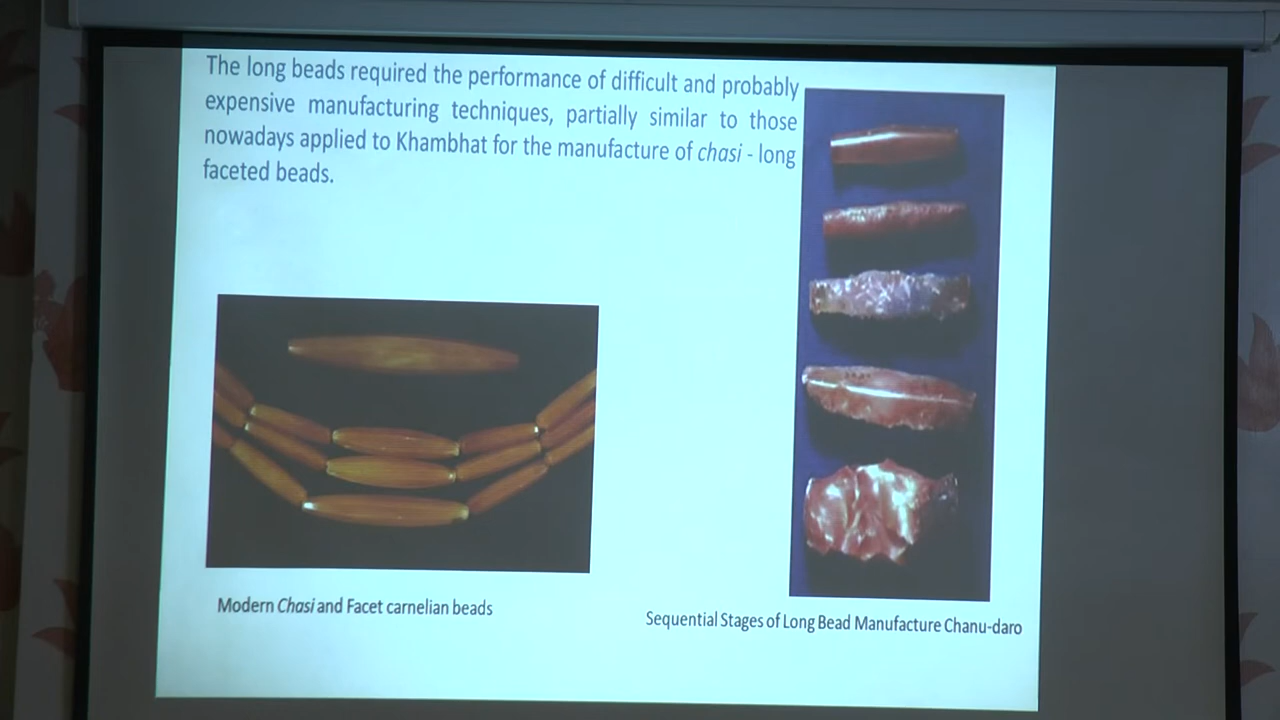 The long beads required the performance of difficult and probably
expensive manufacturing techniques, partially similar to those
nowadays applied to Khambhat for the manufacture of chasi - long
faceted beads.
Modern Chasi and Facet carnelian beads
Sequential Stages of Long Bead Manufacture Chanu-daro